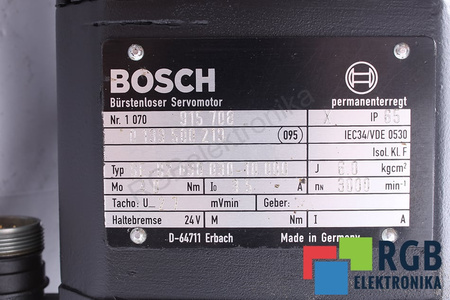 BOSCH
Bürstenloser Servomotor permanenterregt
Nr. 1 070 915 708 X IP 65
095 IEC34/VDE 0530
Isol. Kl. F
Typ J 6.0 kgcm²
Mo Nm Io A nN 3000 min⁻¹
Tacho: U mVmin Geber:
Haltebremse 24V M Nm I A
D-64711 Erbach Made in Germany
RGB
ELEKTRONIKA